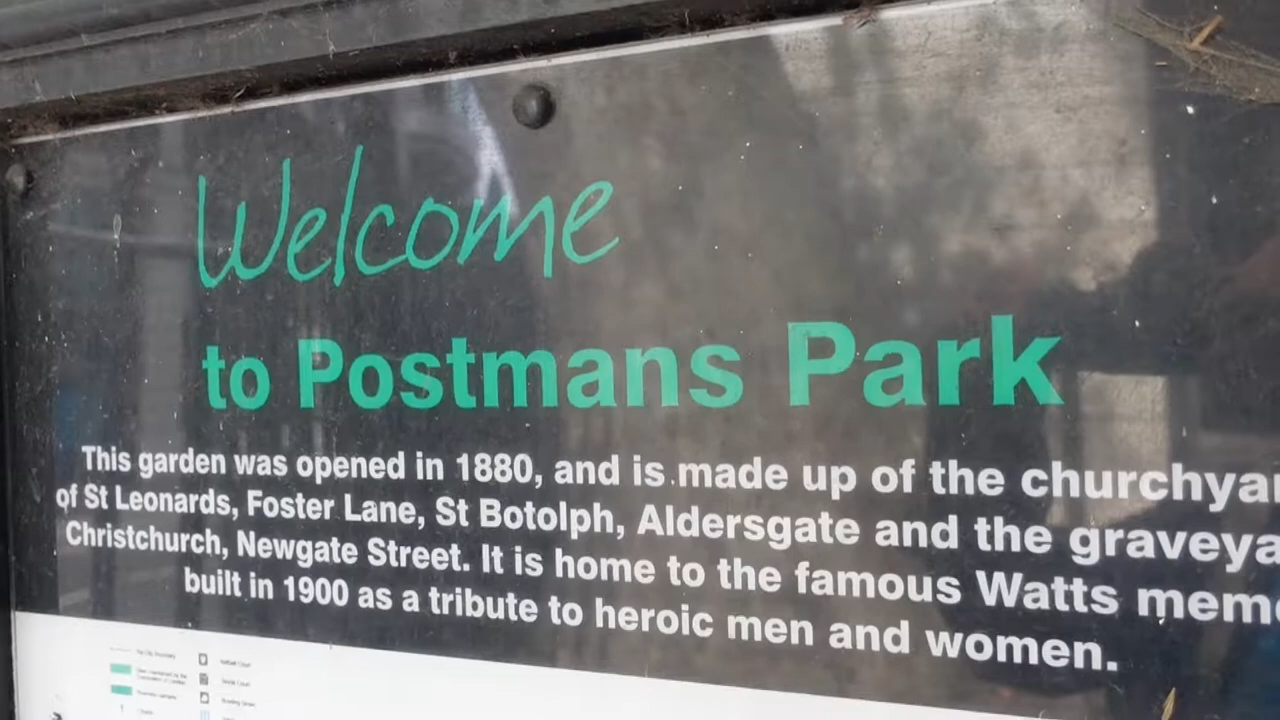 Welcome
to Postmans Park
This garden was opened in 1880, and is made up of the churchya
of St Leonards, Foster Lane, St Botolph, Aldersgate and the graveya
Christchurch, Newgate Street. It is home to the famous Watts mem
built in 1900 as a tribute to heroic men and women.